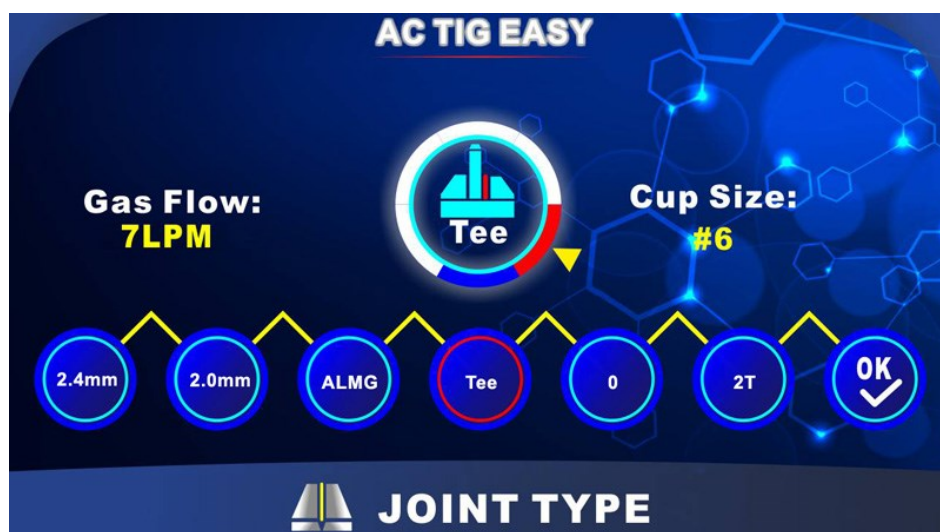 AC TIG EASY
Gas Flow:
7LPM
Tee
Cup Size:
#6
2.4mm
2.0mm
ALMG
Tee
0
2T
OK
JOINT TYPE